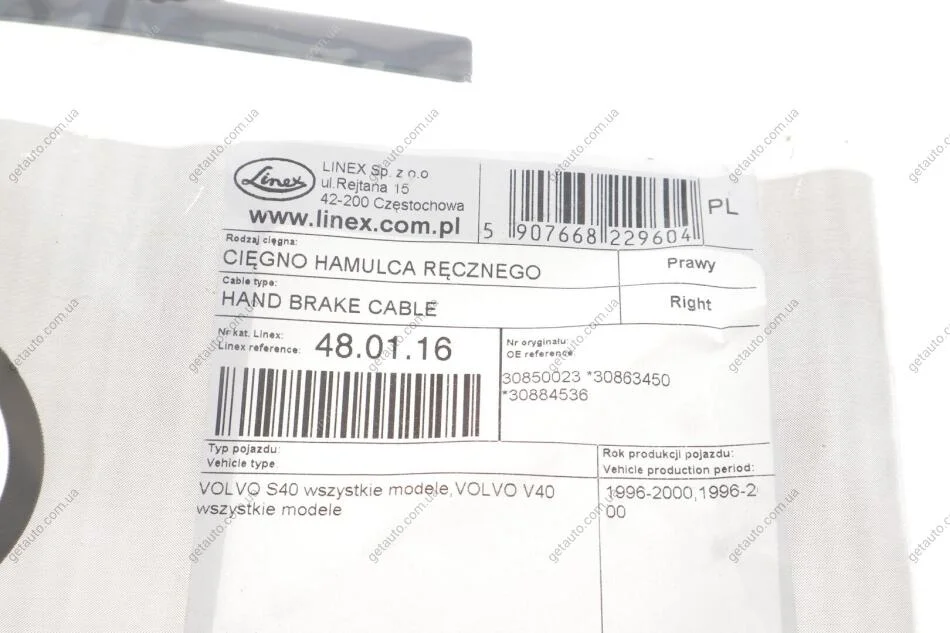 Linex
LINEX Sp. z o.o
ul.Rejtana 15
42-200 Częstochowa
www.linex.com.pl
5 907668 229604
PL
Rodzaj cięgna:
CIĘGNO HAMULCA RĘCZNEGO
Prawy
Cable type:
HAND BRAKE CABLE
Right
Nr kat. Linex:
Linex reference:
48.01.16
Nr oryginału:
OE reference
30850023 *30863450
*30884536
Typ pojazdu:
Vehicle type:
Rok produkcji pojazdu:
Vehicle production period:
VOLVO S40 wszystkie modele,VOLVO V40
wszystkie modele
1996-2000,1996-2
00
getauto.com.ua